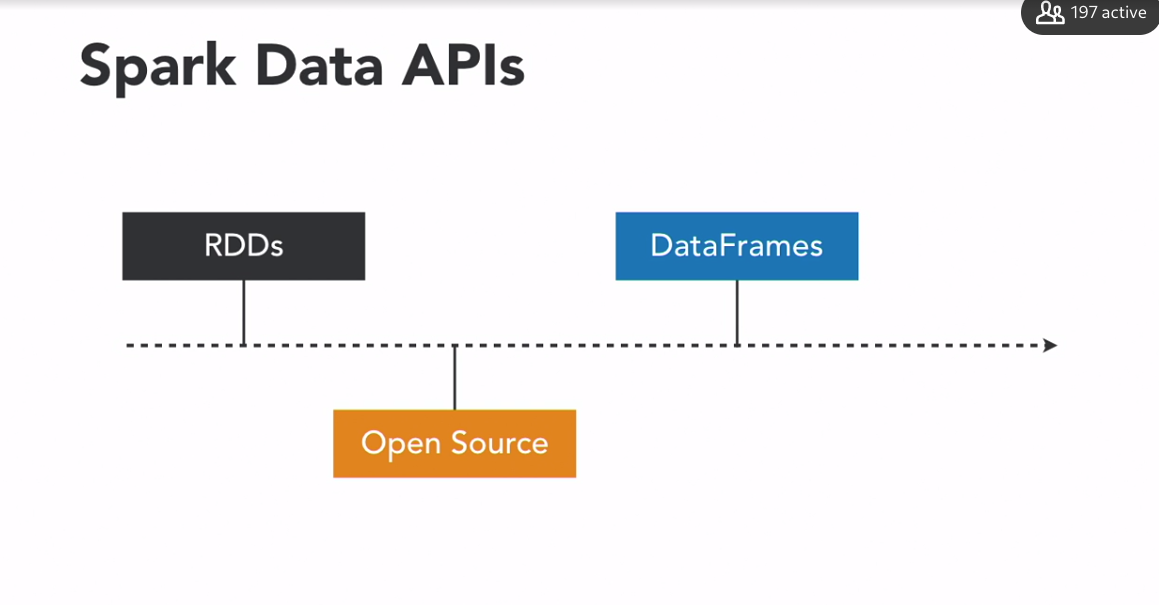 197 active
Spark Data APIs
RDDs
DataFrames
Open Source